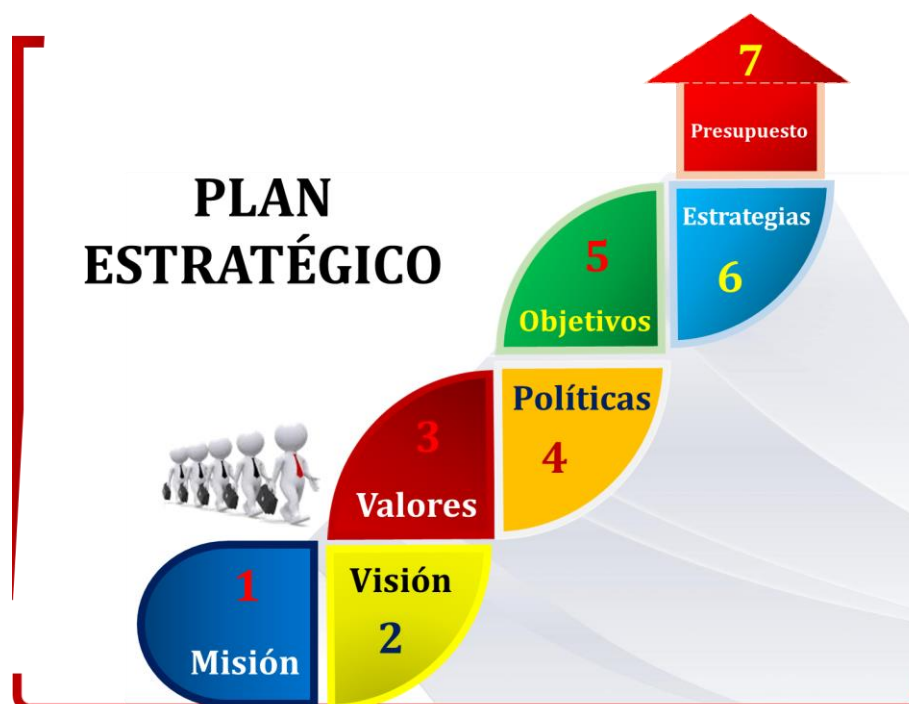 PLAN
ESTRATÉGICO
1
Misión
Visión
2
3
Valores
Políticas
4
5
Objetivos
Estrategias
6
7
Presupuesto